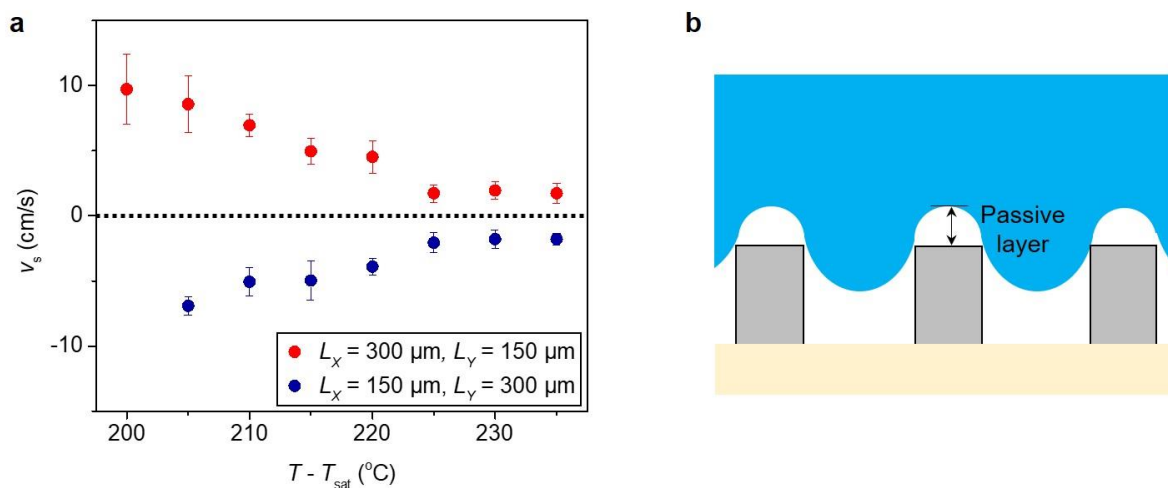 a
b
10
0
-10
v_s (cm/s)
L_X = 300 µm, L_Y = 150 µm
L_X = 150 µm, L_Y = 300 µm
200
210
220
230
T - T_sat (°C)
Passive
layer